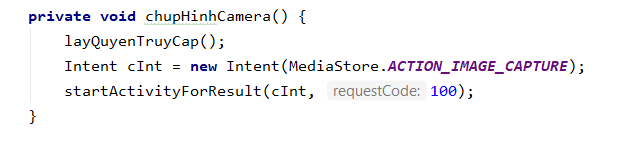 private void chupHinhCamera() {
    layQuyenTruyCap();
    Intent cInt = new Intent(MediaStore.ACTION_IMAGE_CAPTURE);
    startActivityForResult(cInt, requestCode: 100);
}